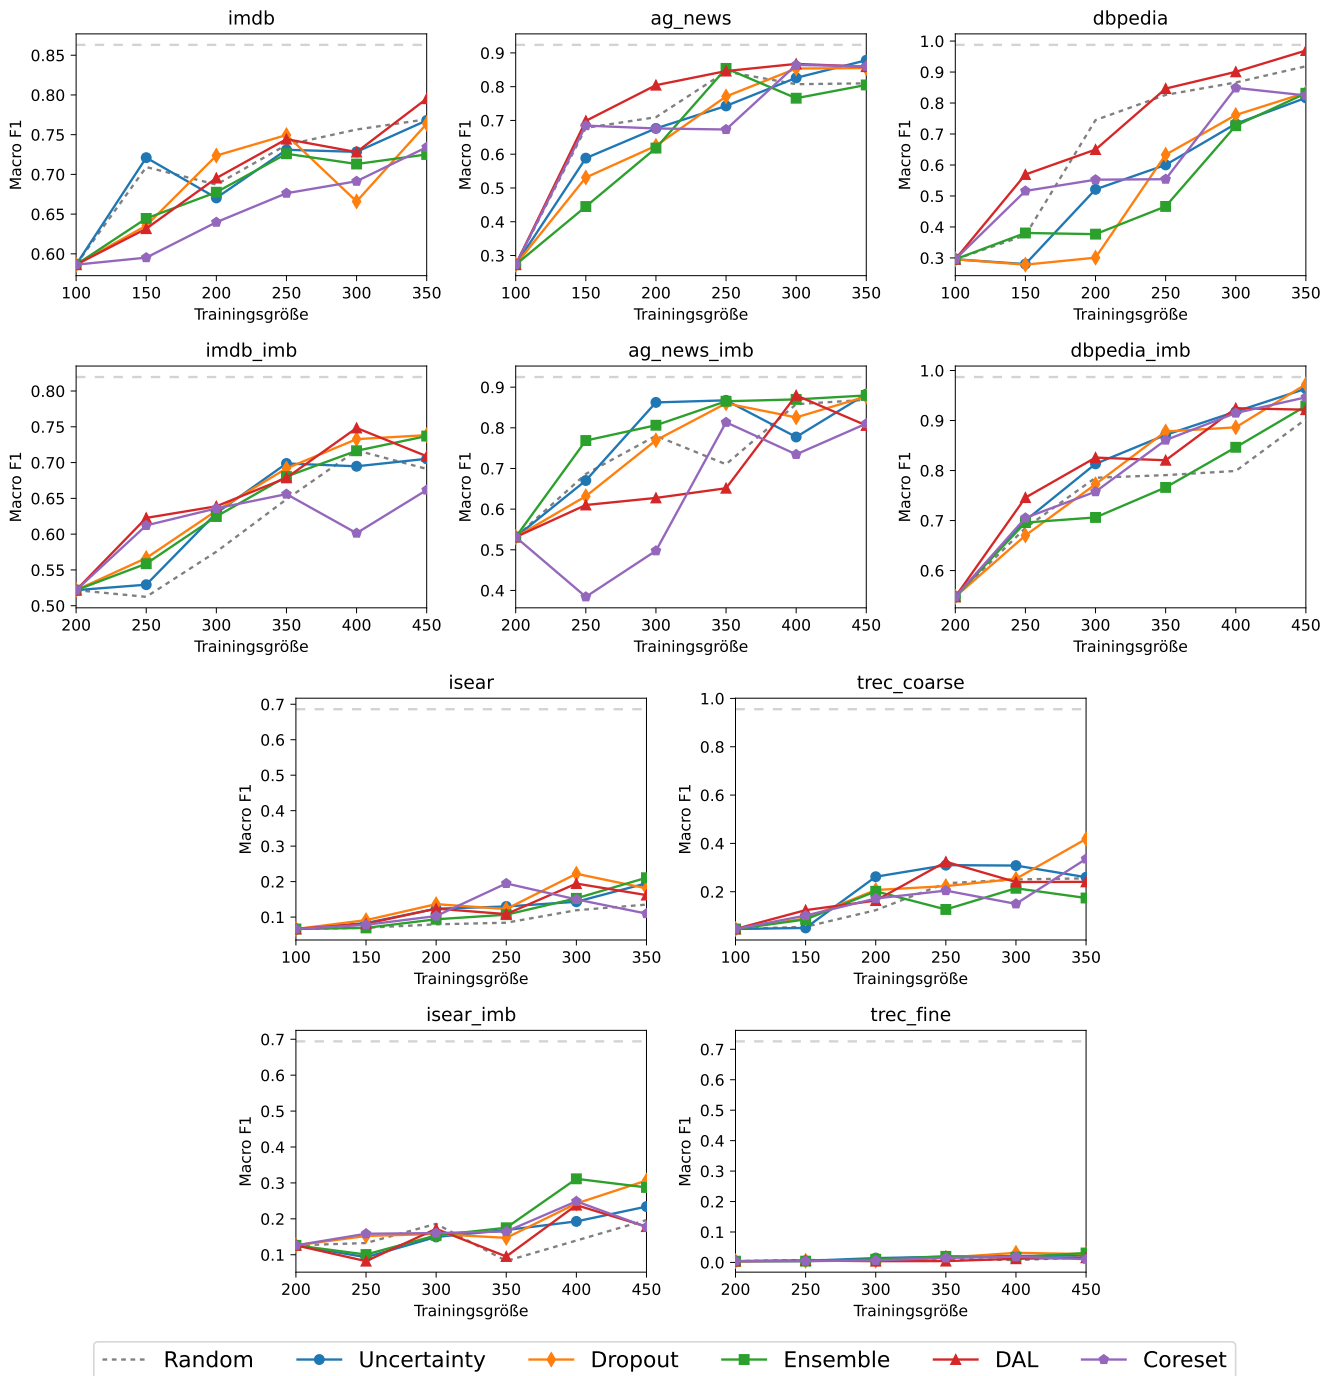 imdb
ag_news
dbpedia
Macro F1
0.85
0.80
0.75
0.70
0.65
0.60
100 150 200 250 300 350
Trainingsgröße
Macro F1
0.9
0.8
0.7
0.6
0.5
0.4
0.3
100 150 200 250 300 350
Trainingsgröße
Macro F1
1.0
0.9
0.8
0.7
0.6
0.5
0.4
0.3
100 150 200 250 300 350
Trainingsgröße
imdb_imb
ag_news_imb
dbpedia_imb
Macro F1
0.80
0.75
0.70
0.65
0.60
0.55
0.50
200 250 300 350 400 450
Trainingsgröße
Macro F1
0.9
0.8
0.7
0.6
0.5
0.4
200 250 300 350 400 450
Trainingsgröße
Macro F1
1.0
0.9
0.8
0.7
0.6
200 250 300 350 400 450
Trainingsgröße
isear
trec_coarse
Macro F1
0.7
0.6
0.5
0.4
0.3
0.2
0.1
100 150 200 250 300 350
Trainingsgröße
Macro F1
1.0
0.8
0.6
0.4
0.2
100 150 200 250 300 350
Trainingsgröße
isear_imb
trec_fine
Macro F1
0.7
0.6
0.5
0.4
0.3
0.2
0.1
200 250 300 350 400 450
Trainingsgröße
Macro F1
0.7
0.6
0.5
0.4
0.3
0.2
0.1
0.0
200 250 300 350 400 450
Trainingsgröße
Random Uncertainty Dropout Ensemble DAL Coreset